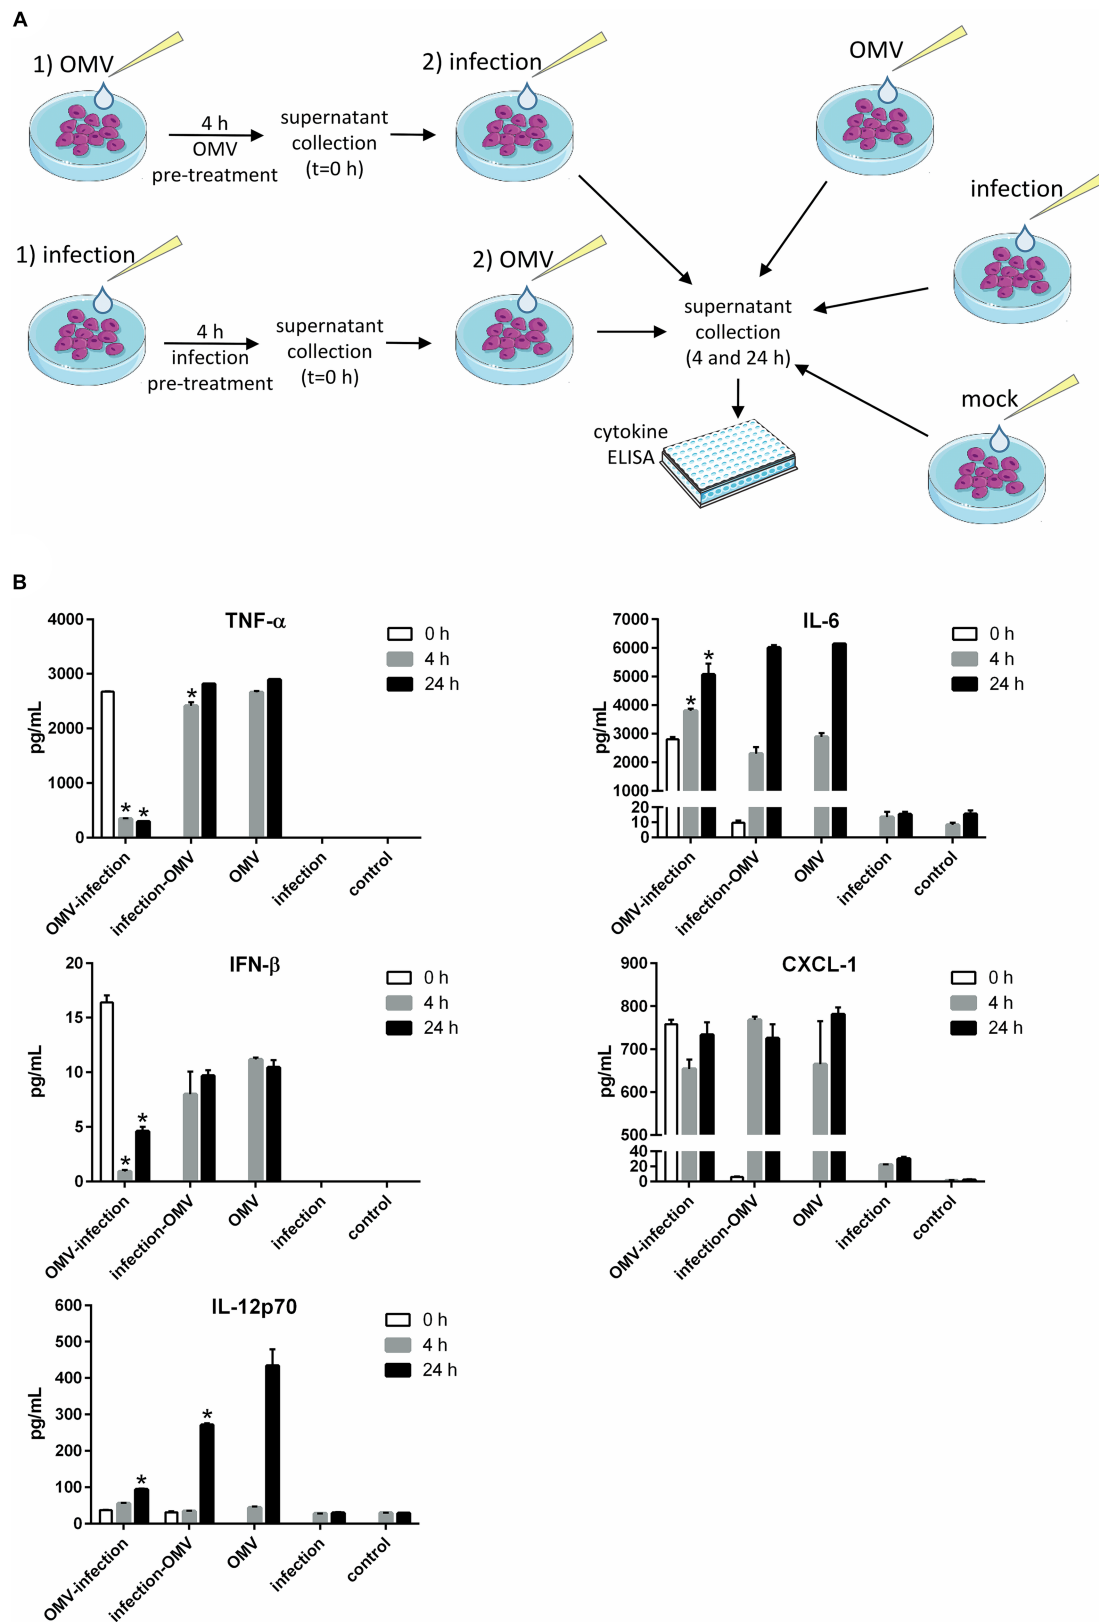 A
1) OMV
4 h
OMV
pre-treatment
supernatant
collection
(t=0 h)
2) infection
OMV
infection
1) infection
4 h
infection
pre-treatment
supernatant
collection
(t=0 h)
2) OMV
supernatant
collection
(4 and 24 h)
mock
cytokine
ELISA
B
TNF-α
pg/mL
4000
3000
2000
1000
0
* * *
0 h
4 h
24 h
OMV-infection
infection-OMV
OMV
infection
control
IL-6
pg/mL
7000
6000
5000
4000
3000
2000
1000
20
10
0
* *
0 h
4 h
24 h
OMV-infection
infection-OMV
OMV
infection
control
IFN-β
pg/mL
20
15
10
5
0
* *
0 h
4 h
24 h
OMV-infection
infection-OMV
OMV
infection
control
CXCL-1
pg/mL
900
800
700
600
500
40
20
0
0 h
4 h
24 h
OMV-infection
infection-OMV
OMV
infection
control
IL-12p70
pg/mL
600
500
400
300
200
100
0
* *
0 h
4 h
24 h
OMV-infection
infection-OMV
OMV
infection
control